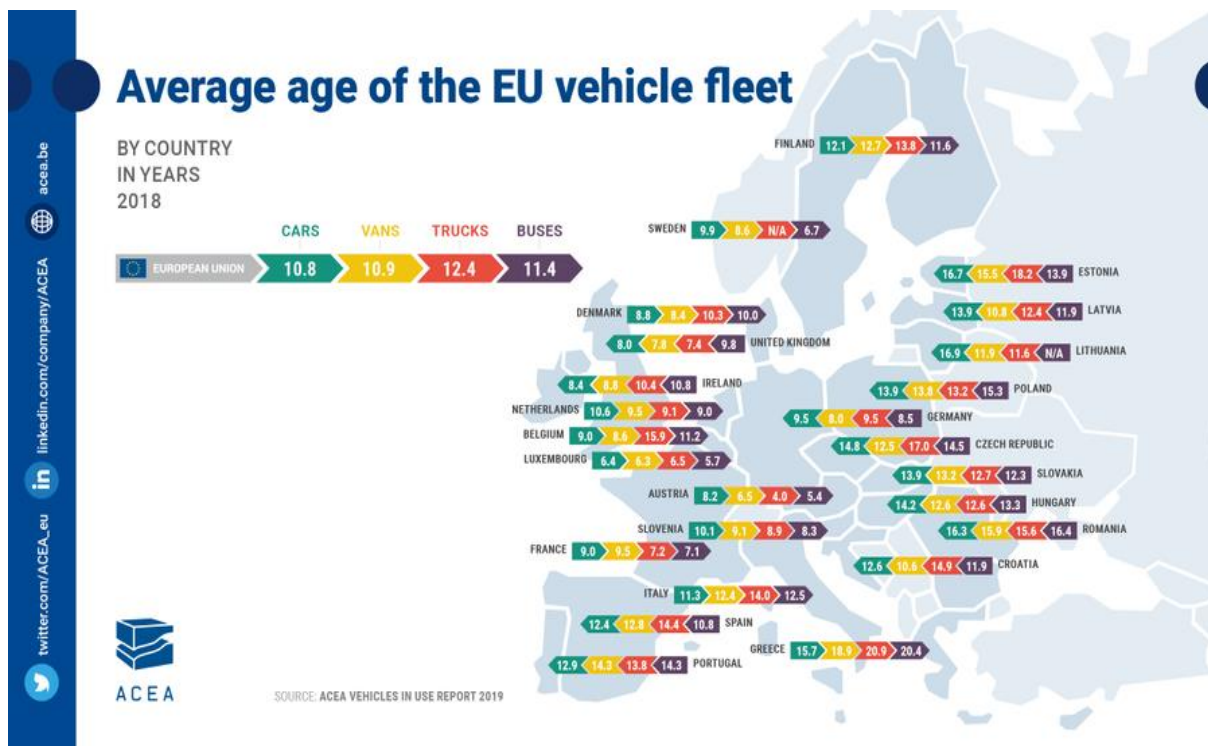 Average age of the EU vehicle fleet
BY COUNTRY
IN YEARS
2018
CARS VANS TRUCKS BUSES
EUROPEAN UNION 10.8 10.9 12.4 11.4
FINLAND 12.1 12.7 13.8 11.6
SWEDEN 9.9 8.6 N/A 6.7
16.7 15.5 18.2 13.9 ESTONIA
DENMARK 8.8 8.4 10.3 10.0
13.9 10.8 12.4 11.9 LATVIA
8.0 7.8 7.4 9.8 UNITED KINGDOM
16.9 11.9 11.6 N/A LITHUANIA
8.4 8.8 10.4 10.8 IRELAND
13.9 13.8 13.2 15.3 POLAND
NETHERLANDS 10.6 9.5 9.1 9.0
9.5 8.0 9.5 8.5 GERMANY
BELGIUM 9.0 8.6 15.9 11.2
14.8 12.5 17.0 14.5 CZECH REPUBLIC
LUXEMBOURG 6.4 6.3 6.5 5.7
13.9 13.2 12.7 12.3 SLOVAKIA
AUSTRIA 8.2 6.5 4.0 5.4
14.2 12.6 12.6 13.3 HUNGARY
SLOVENIA 10.1 9.1 8.9 8.3
16.3 15.9 15.6 16.4 ROMANIA
FRANCE 9.0 9.5 7.2 7.1
12.6 10.6 14.9 11.9 CROATIA
ITALY 11.3 12.4 14.0 12.5
12.4 12.8 14.4 10.8 SPAIN
GREECE 15.7 18.9 20.9 20.4
12.9 14.3 13.8 14.3 PORTUGAL
ACEA
SOURCE: ACEA VEHICLES IN USE REPORT 2019
twitter.com/ACEA_eu
linkedin.com/company/ACEA
acea.be